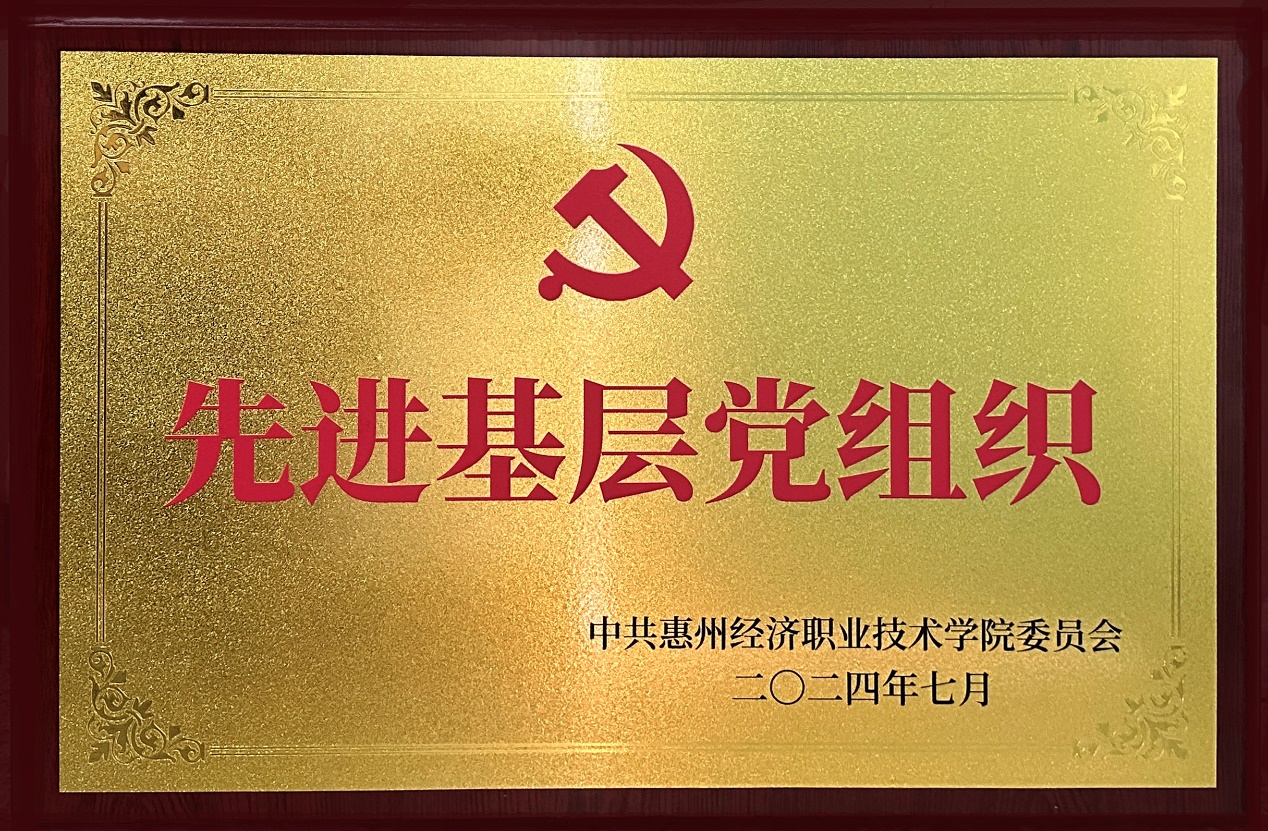 先进基层党组织
中共惠州经济职业技术学院委员会
二〇二四年七月